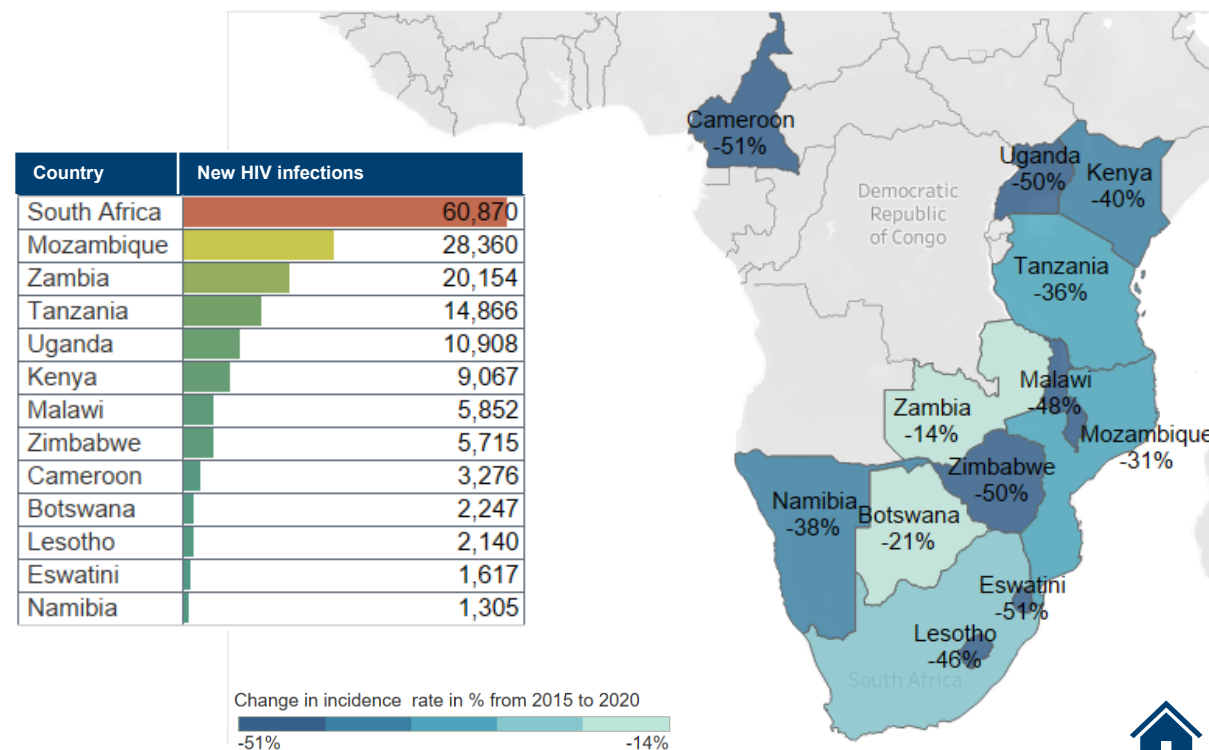 Country New HIV infections
South Africa 60,870
Mozambique 28,360
Zambia 20,154
Tanzania 14,866
Uganda 10,908
Kenya 9,067
Malawi 5,852
Zimbabwe 5,715
Cameroon 3,276
Botswana 2,247
Lesotho 2,140
Eswatini 1,617
Namibia 1,305
Cameroon
-51%
Uganda
-50%
Kenya
-40%
Democratic
Republic
of Congo
Tanzania
-36%
Malawi
-48%
Zambia
-14%
Mozambique
-31%
Zimbabwe
-50%
Namibia
-38%
Botswana
-21%
Eswatini
-51%
Lesotho
-46%
South Africa
Change in incidence rate in % from 2015 to 2020
-51% -14%